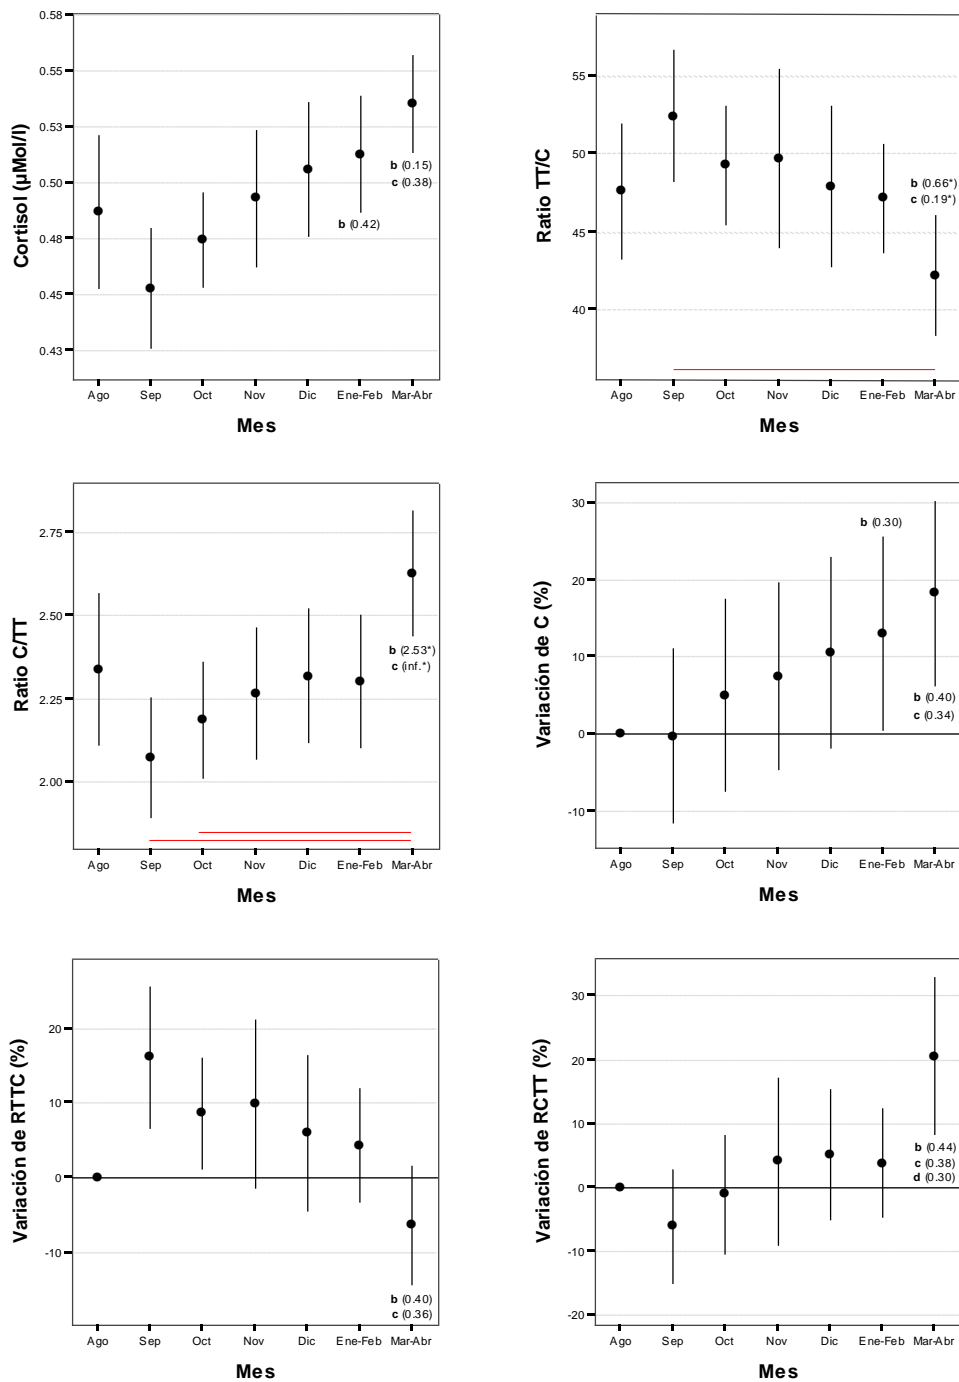 Cortisol (µMol/l)
0.58
0.55
0.53
0.50
0.48
0.45
0.43
b (0.42)
b (0.15)
c (0.38)
Ago Sep Oct Nov Dic Ene-Feb Mar-Abr
Mes
Ratio TT/C
55
50
45
40
b (0.66*)
c (0.19*)
Ago Sep Oct Nov Dic Ene-Feb Mar-Abr
Mes
Ratio C/TT
2.75
2.50
2.25
2.00
b (2.53*)
c (inf.*)
Ago Sep Oct Nov Dic Ene-Feb Mar-Abr
Mes
Variación de C (%)
30
20
10
0
-10
b (0.30)
b (0.40)
c (0.34)
Ago Sep Oct Nov Dic Ene-Feb Mar-Abr
Mes
Variación de RTTC (%)
20
10
0
-10
b (0.40)
c (0.36)
Ago Sep Oct Nov Dic Ene-Feb Mar-Abr
Mes
Variación de RCTT (%)
30
20
10
0
-10
-20
b (0.44)
c (0.38)
d (0.30)
Ago Sep Oct Nov Dic Ene-Feb Mar-Abr
Mes